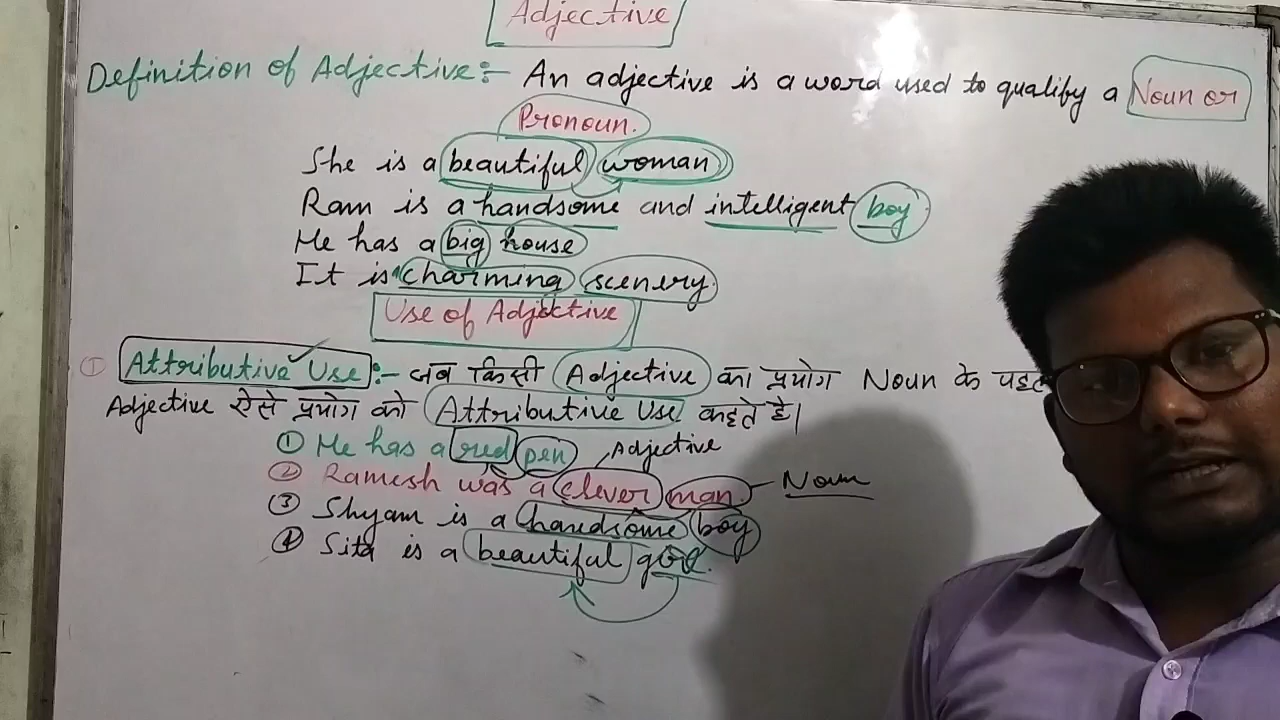 Adjective
Definition of Adjective:- An adjective is a word used to qualify a Noun or
Pronoun.
She is a beautiful woman
Ram is a handsome and intelligent boy
He has a big house
It is charming scenery.
Use of Adjective
① Attributive Use:- जब किसी Adjective का प्रयोग Noun के
Adjective ऐसे प्रयोग को Attributive Use कहते है।
① He has a red pen
Adjective
② Ramesh was a clever man
Noun
③ Shyam is a handsome boy
④ Sita is a beautiful girl.